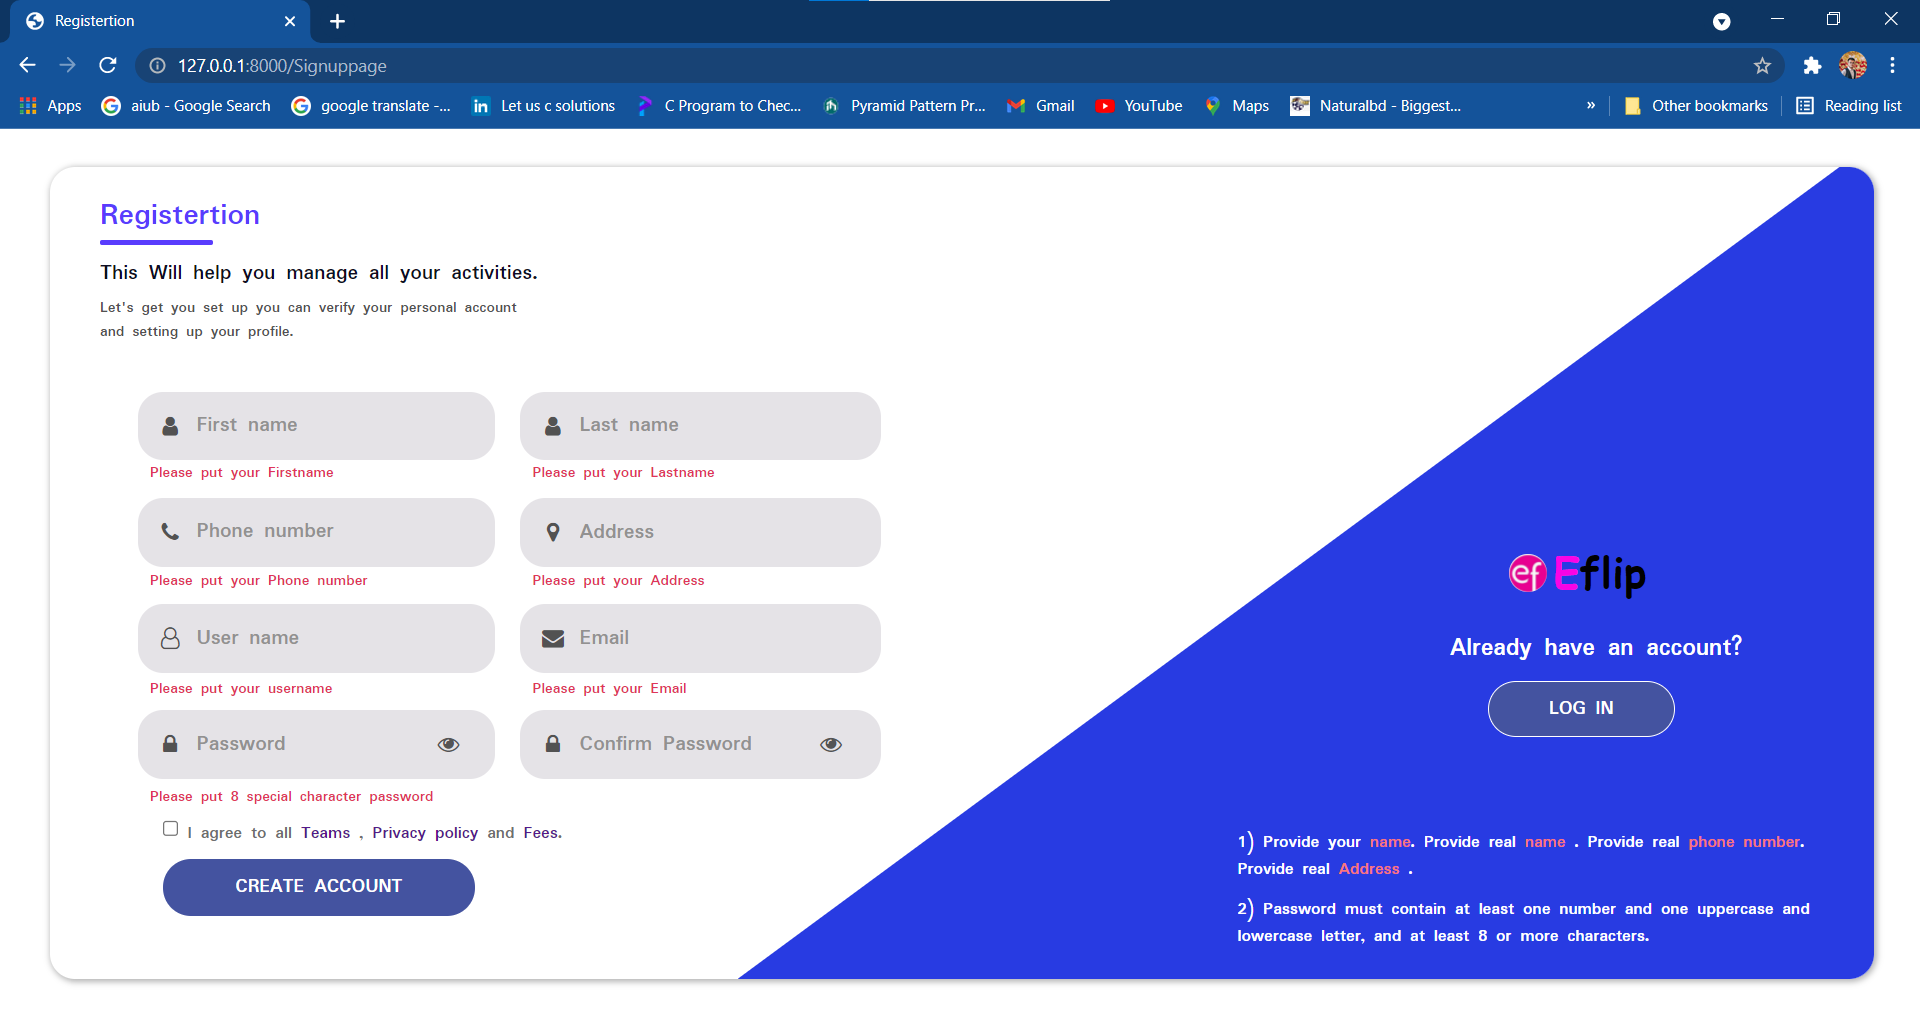 Registertion
127.0.0.1:8000/Signuppage
Apps aiub - Google Search google translate -... Let us c solutions C Program to Chec... Pyramid Pattern Pr... Gmail YouTube Maps Naturalbd - Biggest... » Other bookmarks Reading list
Registertion
This Will help you manage all your activities.
Let's get you set up you can verify your personal account
and setting up your profile.
First name Last name
Please put your Firstname Please put your Lastname
Phone number Address
Please put your Phone number Please put your Address
User name Email
Please put your username Please put your Email
Password Confirm Password
Please put 8 special character password
I agree to all Teams , Privacy policy and Fees.
CREATE ACCOUNT
ef Eflip
Already have an account?
LOG IN
1) Provide your name. Provide real name . Provide real phone number.
Provide real Address .
2) Password must contain at least one number and one uppercase and
lowercase letter, and at least 8 or more characters.